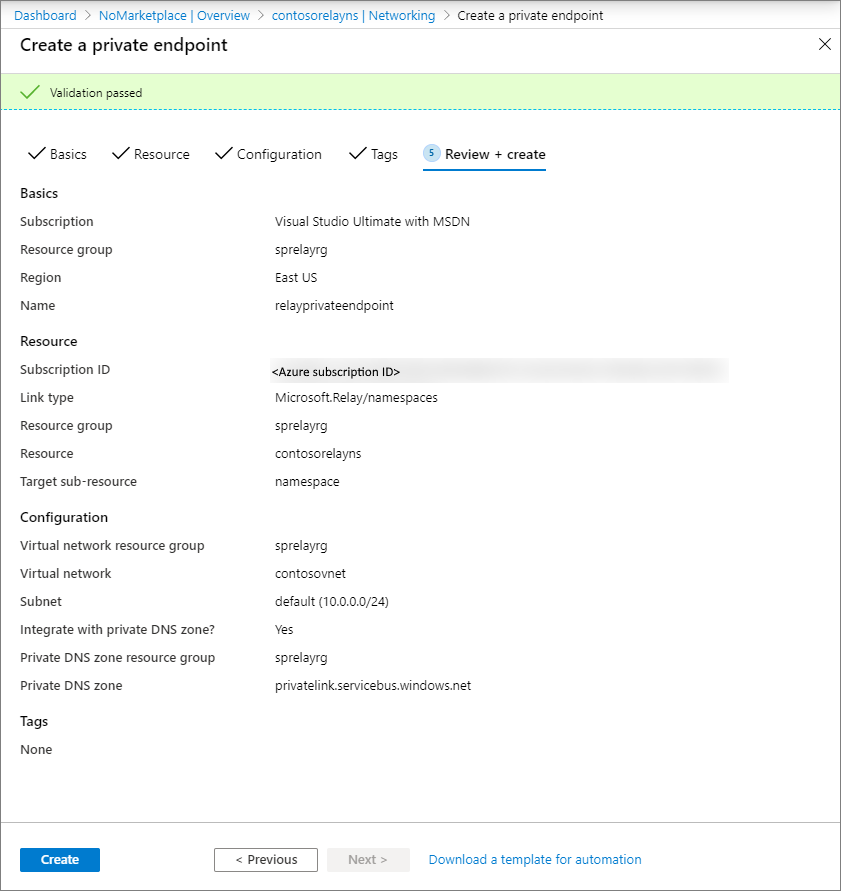 Dashboard > NoMarketplace | Overview > contosorelayns | Networking > Create a private endpoint
Create a private endpoint
Validation passed
Basics Resource Configuration Tags 5 Review + create
Basics
Subscription Visual Studio Ultimate with MSDN
Resource group sprelayrg
Region East US
Name relayprivateendpoint
Resource
Subscription ID <Azure subscription ID>
Link type Microsoft.Relay/namespaces
Resource group sprelayrg
Resource contosorelayns
Target sub-resource namespace
Configuration
Virtual network resource group sprelayrg
Virtual network contosovnet
Subnet default (10.0.0.0/24)
Integrate with private DNS zone? Yes
Private DNS zone resource group sprelayrg
Private DNS zone privatelink.servicebus.windows.net
Tags
None
Create < Previous Next > Download a template for automation